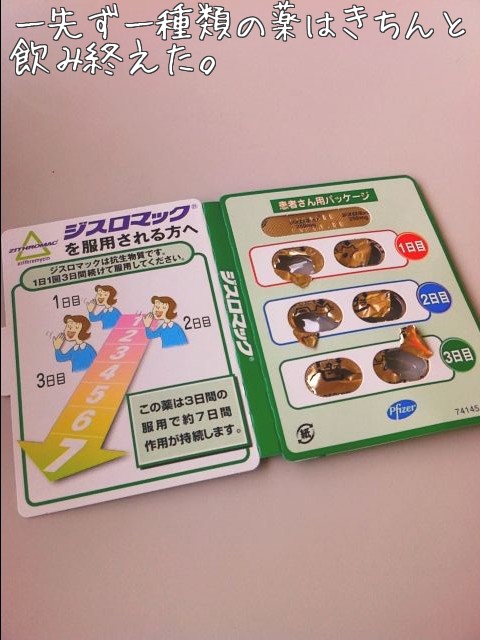 一先ず一種類の薬はきちんと
飲み終えた。
ZITHROMAC®
azithromycin
ジスロマック®
を服用される方へ
ジスロマックは抗生物質です。
1日1回3日間続けて服用してください。
1日目
2日目
3日目
1
2
3
4
5
6
7
この薬は3日間の
服用で約7日間
作用が持続します。
ジスロマック®
患者さん用パッケージ
1日目
2日目
3日目
紙
Pfizer
74145